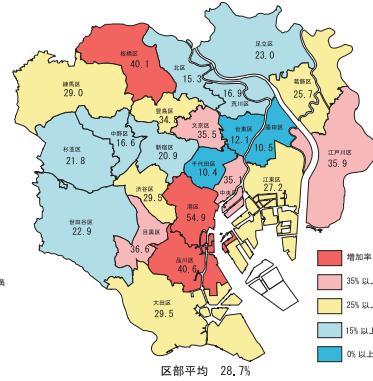 足立区
23.0
板橋区
40.1
北区
15.3
葛飾区
25.7
練馬区
29.0
16.9
荒川区
豊島区
34.8
文京区
35.5
台東区
12.1
墨田区
10.5
中野区
16.6
杉並区
21.8
新宿区
20.9
江戸川区
35.9
千代田区
10.4
江東区
27.2
中央区
35.1
渋谷区
29.5
港区
54.9
世田谷区
22.9
目黒区
36.6
品川区
40.6
大田区
29.5
増加率
35%以上
25%以上
15%以上
0%以上
満
区部平均 28.7%